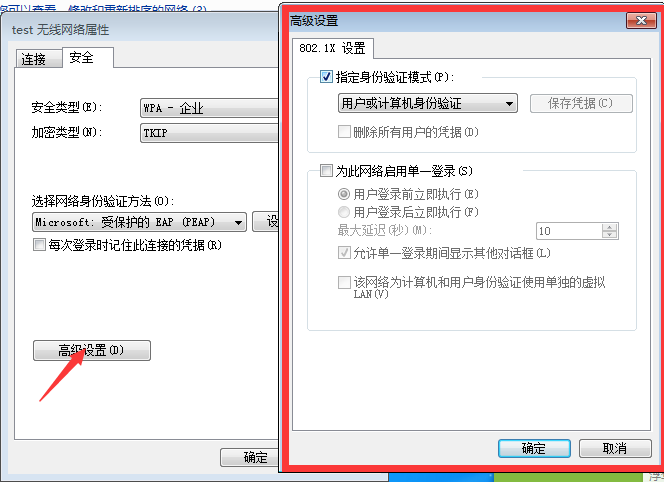 您可以查看、修改和重新排序的网络(3)
test 无线网络属性
连接 安全
安全类型(E):
WPA - 企业
加密类型(N):
TKIP
选择网络身份验证方法(O):
Microsoft: 受保护的 EAP (PEAP)
每次登录时记住此连接的凭据(R)
高级设置(D)
确定
高级设置
802.1X 设置
指定身份验证模式(P):
用户或计算机身份验证
保存凭据(C)
删除所有用户的凭据(D)
为此网络启用单一登录(S)
用户登录前立即执行(E)
用户登录后立即执行(F)
最大延迟(秒)(M):
10
允许单一登录期间显示其他对话框(L)
该网络为计算机和用户身份验证使用单独的虚拟
LAN(V)
确定 取消